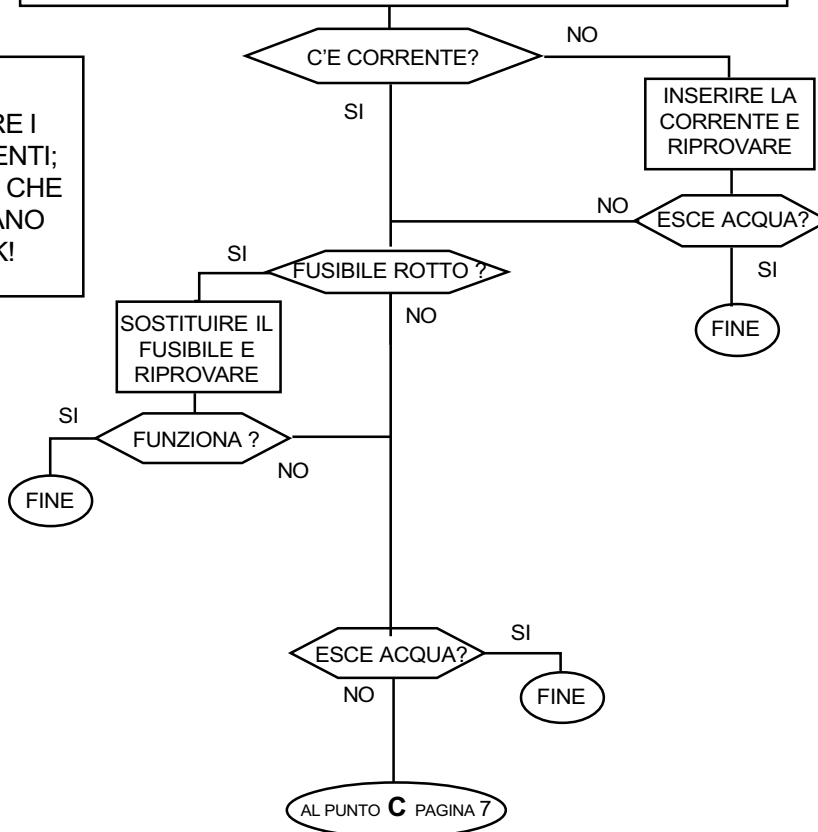 C'E CORRENTE?
NO
SI
INSERIRE LA
CORRENTE E
RIPROVARE
RE I
ENTI;
CHE
ANO
K!
NO
ESCE ACQUA?
SI
FINE
SI
FUSIBILE ROTTO ?
NO
SOSTITUIRE IL
FUSIBILE E
RIPROVARE
SI
FUNZIONA ?
NO
FINE
ESCE ACQUA?
SI
FINE
NO
AL PUNTO C PAGINA 7